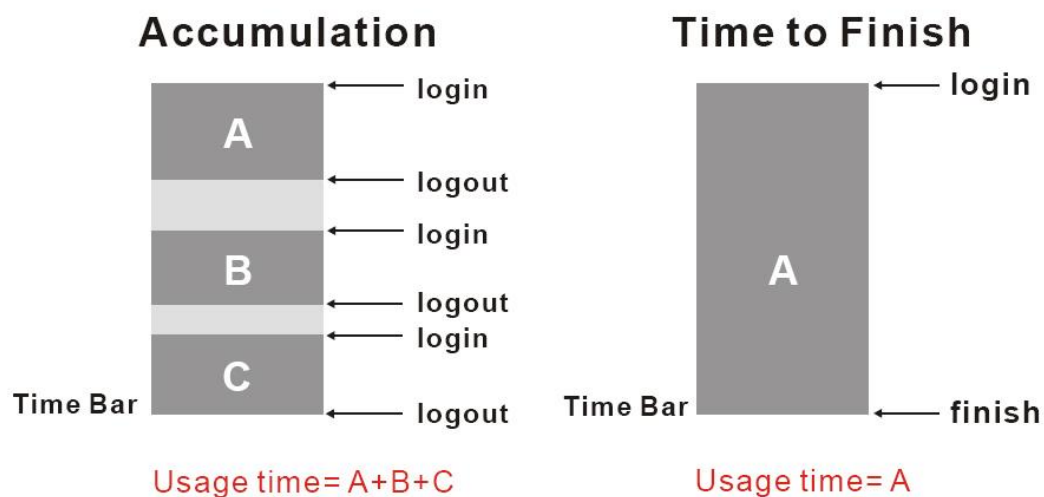 Accumulation
login
A
logout
login
B
logout
login
C
Time Bar
logout
Usage time= A+B+C
Time to Finish
login
A
Time Bar
finish
Usage time= A